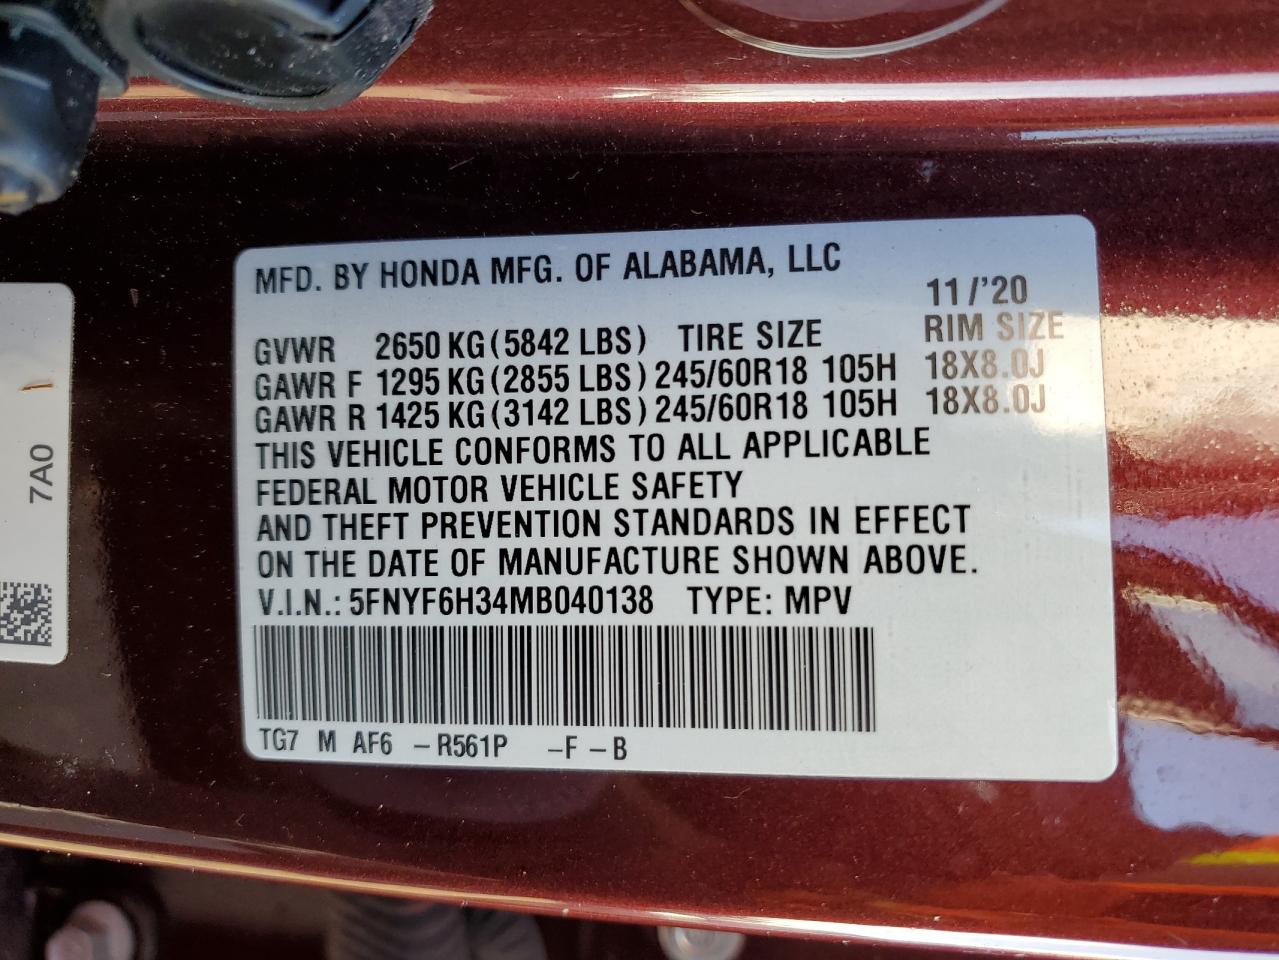 MFD. BY HONDA MFG. OF ALABAMA, LLC
11/'20
GVWR 2650 KG (5842 LBS) TIRE SIZE RIM SIZE
GAWR F 1295 KG (2855 LBS) 245/60R18 105H 18X8.0J
GAWR R 1425 KG (3142 LBS) 245/60R18 105H 18X8.0J
THIS VEHICLE CONFORMS TO ALL APPLICABLE
FEDERAL MOTOR VEHICLE SAFETY
AND THEFT PREVENTION STANDARDS IN EFFECT
ON THE DATE OF MANUFACTURE SHOWN ABOVE.
V.I.N.: 5FNYF6H34MB040138 TYPE: MPV
TG7 M AF6 -R561P -F -B
7A0